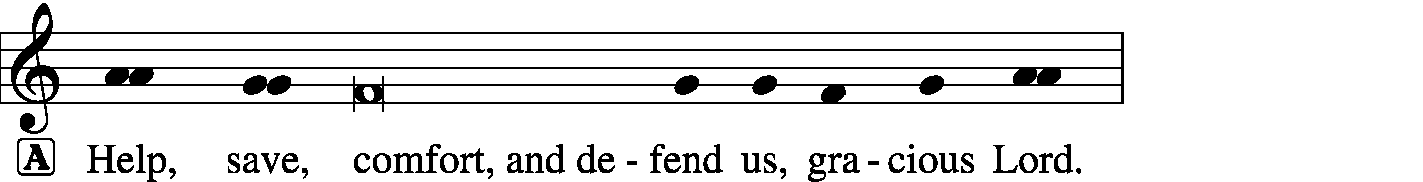 A Help, save, comfort, and de - fend us, gra - cious Lord.